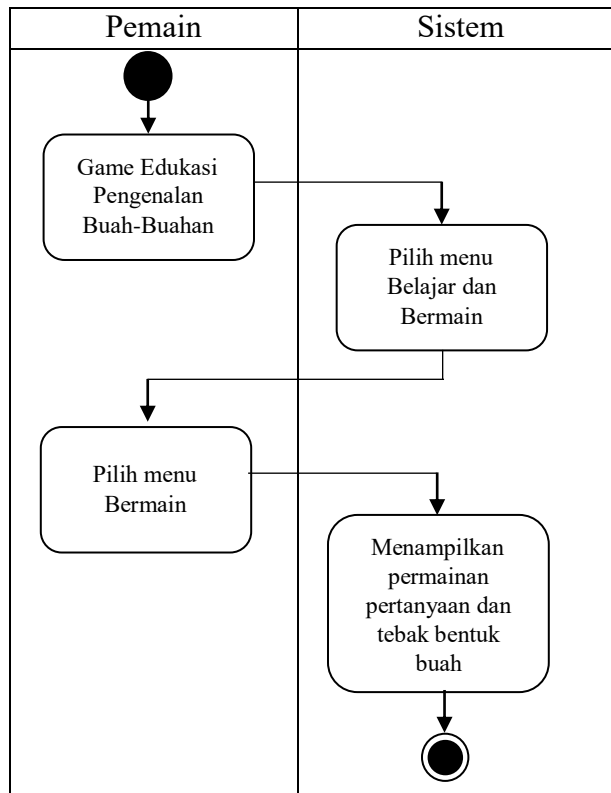 Pemain
Sistem
Game Edukasi
Pengenalan
Buah-Buahan
Pilih menu
Belajar dan
Bermain
Pilih menu
Bermain
Menampilkan
permainan
pertanyaan dan
tebak bentuk
buah